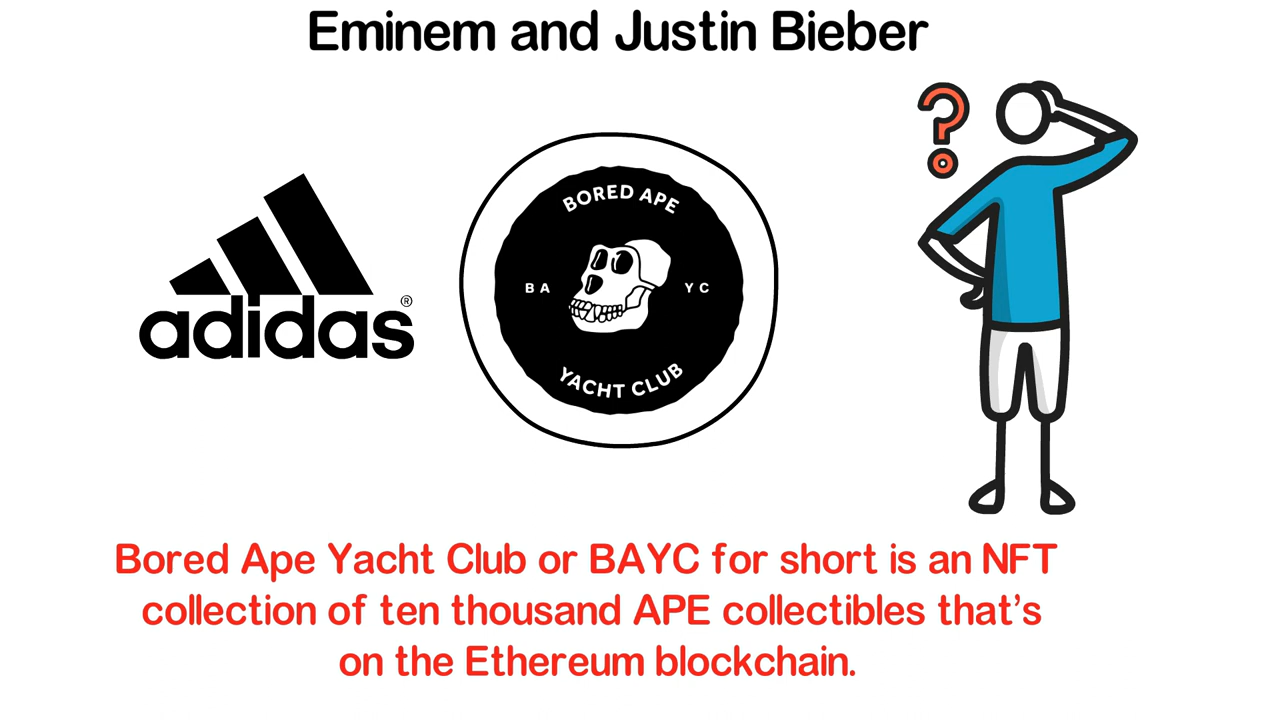 Eminem and Justin Bieber
?
adidas®
BORED APE
BA YC
YACHT CLUB
Bored Ape Yacht Club or BAYC for short is an NFT
collection of ten thousand APE collectibles that's
on the Ethereum blockchain.